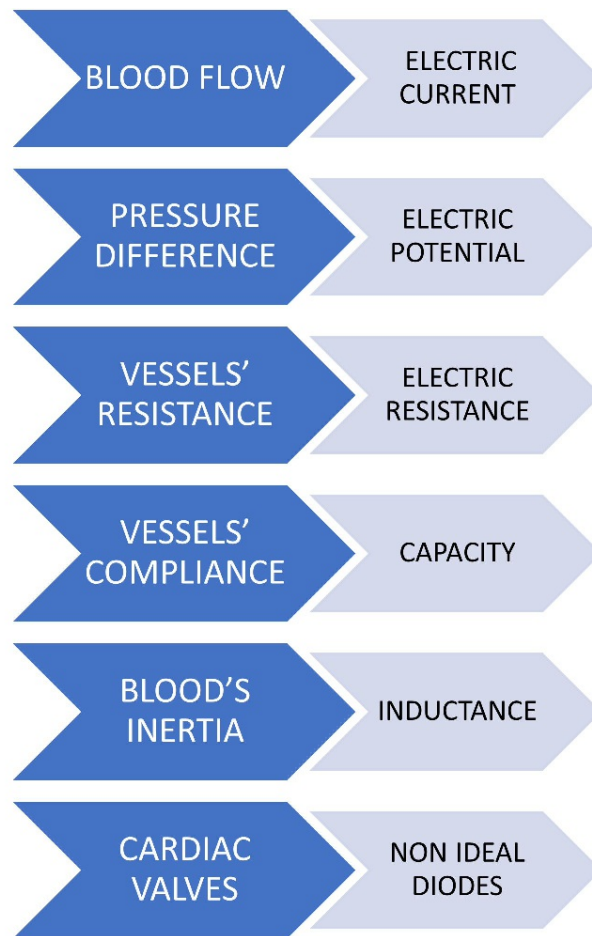 BLOOD FLOW
ELECTRIC
CURRENT
PRESSURE
DIFFERENCE
ELECTRIC
POTENTIAL
VESSELS’
RESISTANCE
ELECTRIC
RESISTANCE
VESSELS’
COMPLIANCE
CAPACITY
BLOOD’S
INERTIA
INDUCTANCE
CARDIAC
VALVES
NON IDEAL
DIODES